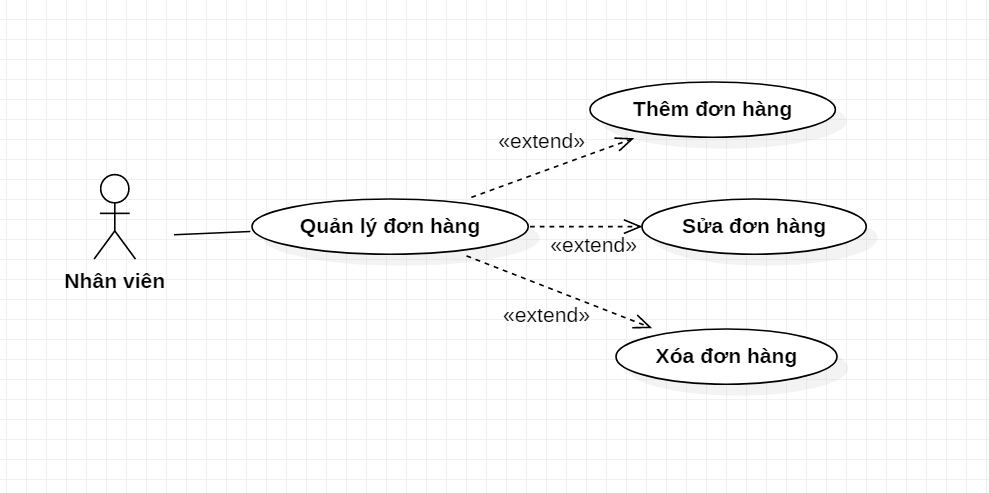 Thêm đơn hàng
«extend»
Quản lý đơn hàng
Sửa đơn hàng
«extend»
Nhân viên
«extend»
Xóa đơn hàng